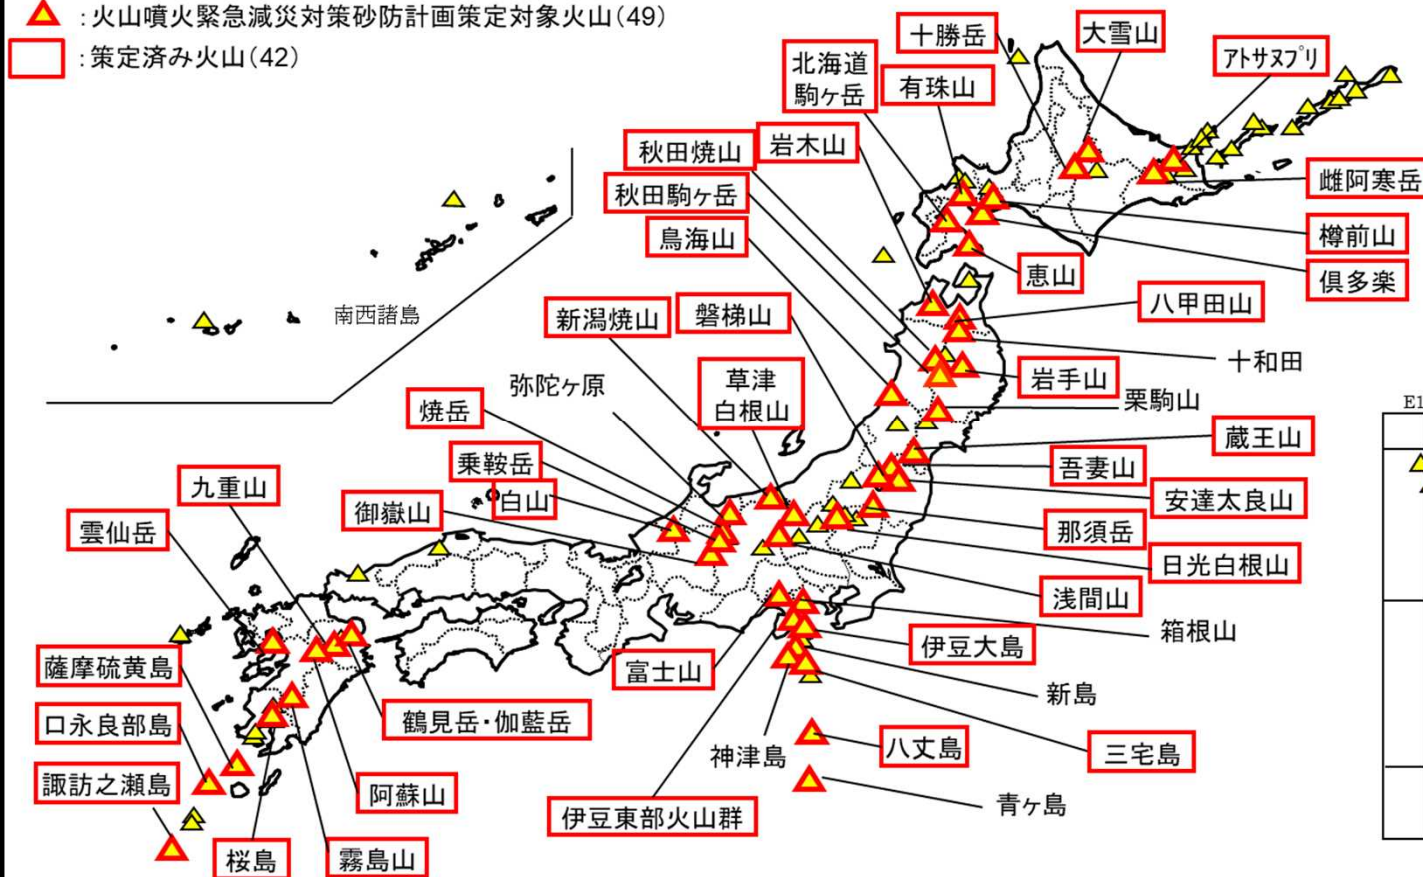 ：火山噴火緊急減災対策砂防計画策定対象火山（49）
：策定済み火山（42）
十勝岳
大雪山
ｱﾄｻﾇﾌﾟﾘ
北海道
駒ヶ岳
有珠山
岩木山
秋田焼山
秋田駒ヶ岳
鳥海山
雌阿寒岳
樽前山
倶多楽
恵山
八甲田山
十和田
岩手山
栗駒山
蔵王山
吾妻山
安達太良山
那須岳
日光白根山
浅間山
箱根山
伊豆大島
新島
三宅島
八丈島
青ヶ島
神津島
伊豆東部火山群
富士山
南西諸島
新潟焼山
磐梯山
草津
白根山
弥陀ヶ原
焼岳
乗鞍岳
白山
御嶽山
九重山
雲仙岳
薩摩硫黄島
口永良部島
諏訪之瀬島
鶴見岳・伽藍岳
阿蘇山
桜島
霧島山
E1